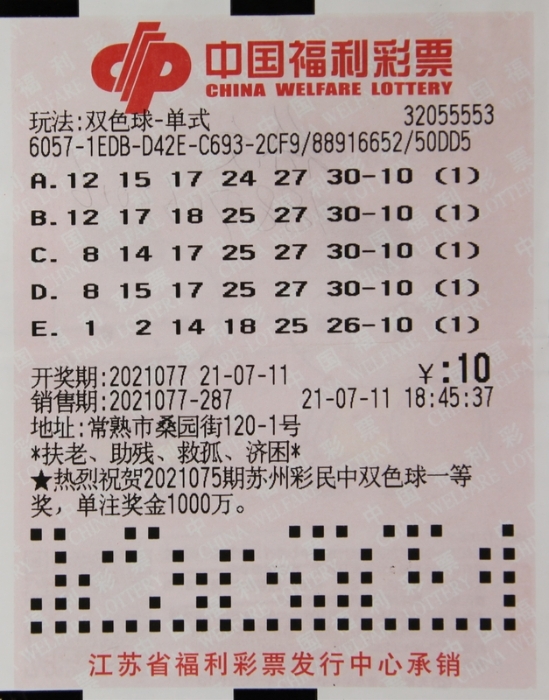 中国福利彩票
CHINA WELFARE LOTTERY
玩法:双色球-单式 32055553
6057-1EDB-D42E-C693-2CF9/88916652/50DD5
A. 12 15 17 24 27 30-10 (1)
B. 12 17 18 25 27 30-10 (1)
C. 8 14 17 25 27 30-10 (1)
D. 8 15 17 25 27 30-10 (1)
E. 1 2 14 18 25 26-10 (1)
开奖期:2021077 21-07-11 ¥:10
销售期:2021077-287 21-07-11 18:45:37
地址:常熟市桑园街120-1号
*扶老、助残、救孤、济困*
★热烈祝贺2021075期苏州彩民中双色球一等
奖，单注奖金1000万。
江苏省福利彩票发行中心承销